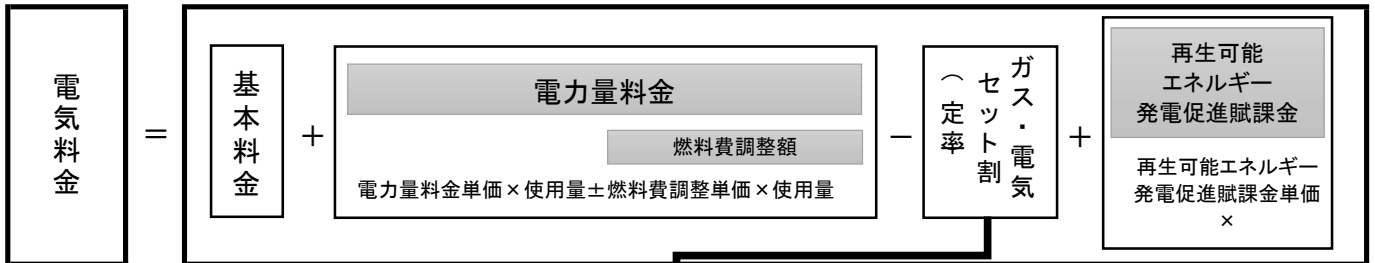 電気料金
＝
基本料金
＋
電力量料金
燃料費調整額
電力量料金単価×使用量±燃料費調整単価×使用量
－
ガス・電気
セット割
（定率
＋
再生可能
エネルギー
発電促進賦課金
再生可能エネルギー
発電促進賦課金単価
×